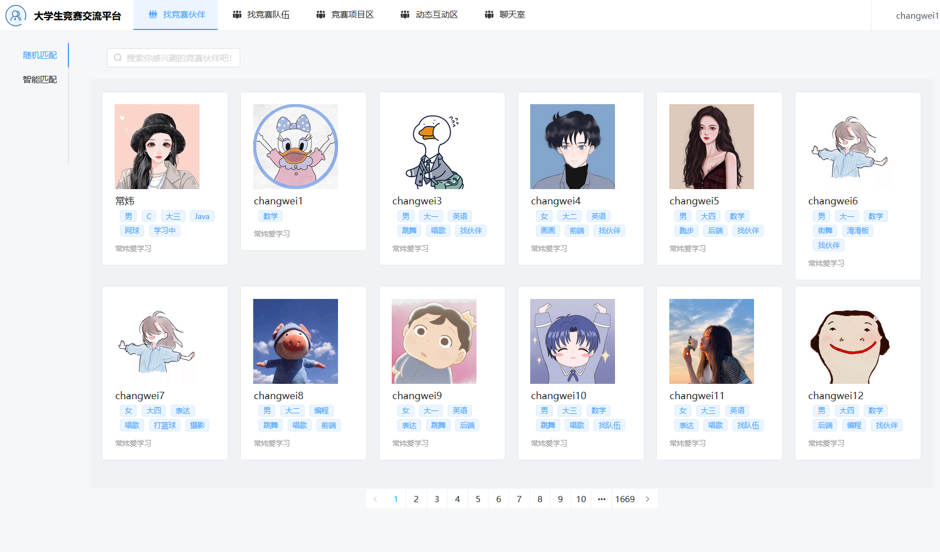 大学生竞赛交流平台 找竞赛伙伴 找竞赛队伍 竞赛项目区 动态互动区 聊天室 changwei1
随机匹配
智能匹配
搜索你感兴趣的竞赛伙伴吧!
常炜 changwei1 changwei3 changwei4 changwei5 changwei6
男 C 大三 Java 数学 男 大一 英语 女 大二 英语 男 大四 数学 男 大一 数学
网球 学习中 跳舞 唱歌 找伙伴 画画 前端 找伙伴 跑步 后端 找伙伴 街舞 滑滑板
找伙伴
常炜爱学习 常炜爱学习 常炜爱学习 常炜爱学习 常炜爱学习 常炜爱学习
changwei7 changwei8 changwei9 changwei10 changwei11 changwei12
女 大四 表达 男 大二 编程 女 大一 英语 男 大三 数学 女 大三 英语 男 大四 数学
唱歌 打篮球 摄影 跳舞 唱歌 前端 表达 跳舞 后端 跳舞 唱歌 找队伍 表达 唱歌 找队伍 后端 编程 找伙伴
常炜爱学习 常炜爱学习 常炜爱学习 常炜爱学习 常炜爱学习 常炜爱学习
1 2 3 4 5 6 7 8 9 10 ••• 1669